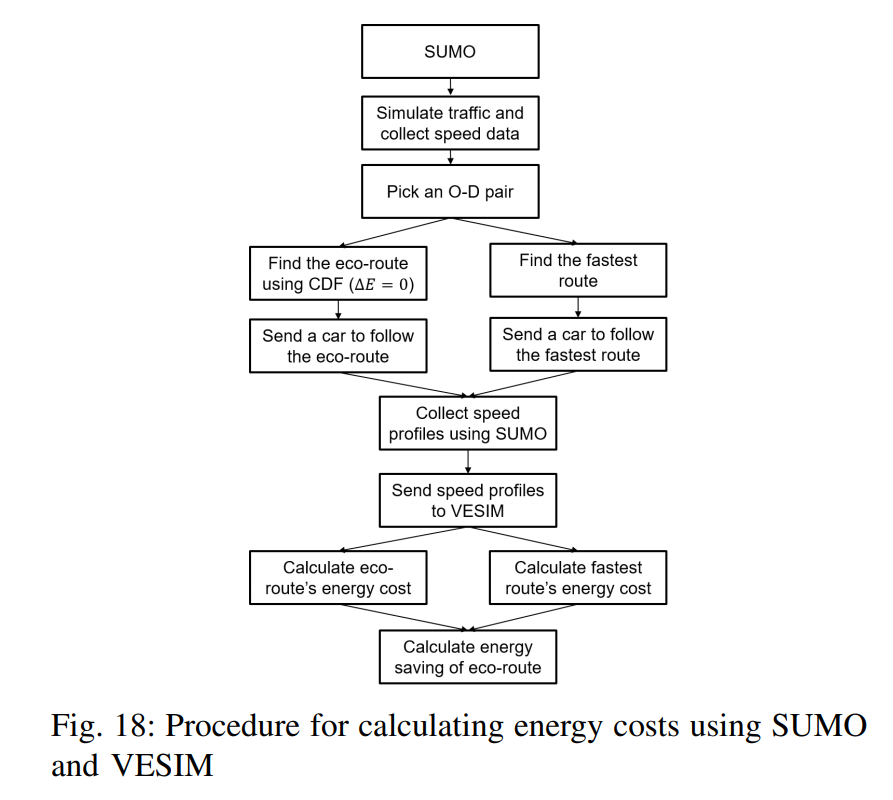 SUMO
Simulate traffic and
collect speed data
Pick an O-D pair
Find the eco-route
using CDF (ΔE = 0)
Find the fastest
route
Send a car to follow
the eco-route
Send a car to follow
the fastest route
Collect speed
profiles using SUMO
Send speed profiles
to VESIM
Calculate eco-
route's energy cost
Calculate fastest
route's energy cost
Calculate energy
saving of eco-route
Fig. 18: Procedure for calculating energy costs using SUMO
and VESIM